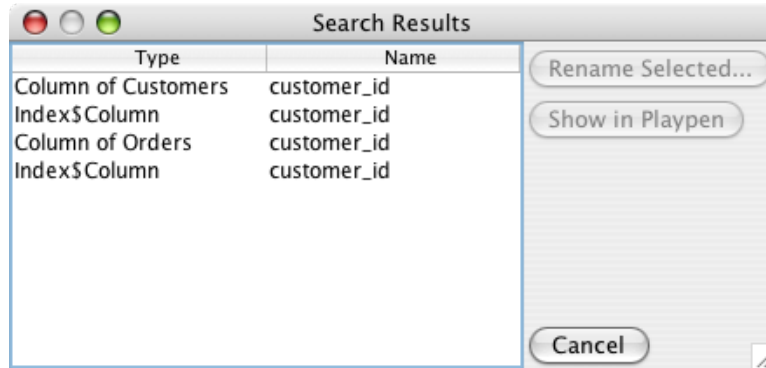 Search Results
Type Name
Column of Customers customer_id
Index$Column customer_id
Column of Orders customer_id
Index$Column customer_id
Rename Selected...
Show in Playpen
Cancel